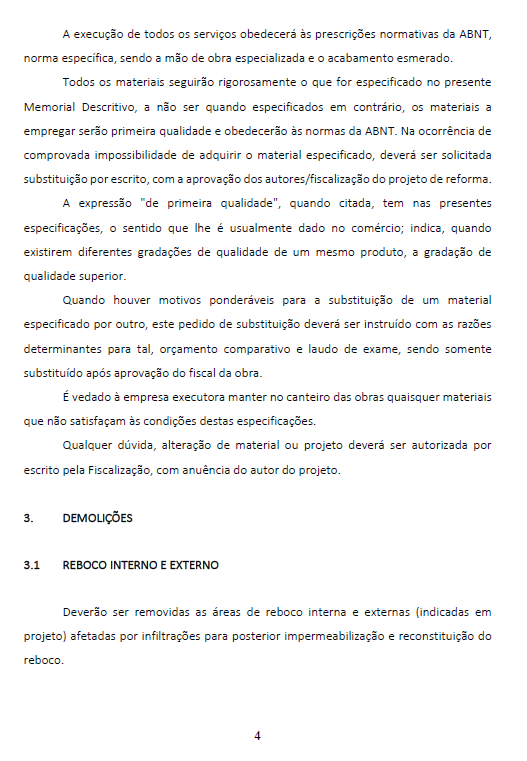 A execução de todos os serviços obedecerá às prescrições normativas da ABNT,
norma específica, sendo a mão de obra especializada e o acabamento esmerado.
Todos os materiais seguirão rigorosamente o que for especificado no presente
Memorial Descritivo, a não ser quando especificados em contrário, os materiais a
empregar serão primeira qualidade e obedecerão às normas da ABNT. Na ocorrência de
comprovada impossibilidade de adquirir o material especificado, deverá ser solicitada
substituição por escrito, com a aprovação dos autores/fiscalização do projeto de reforma.
A expressão "de primeira qualidade", quando citada, tem nas presentes
especificações, o sentido que lhe é usualmente dado no comércio; indica, quando
existirem diferentes gradações de qualidade de um mesmo produto, a gradação de
qualidade superior.
Quando houver motivos ponderáveis para a substituição de um material
especificado por outro, este pedido de substituição deverá ser instruído com as razões
determinantes para tal, orçamento comparativo e laudo de exame, sendo somente
substituído após aprovação do fiscal da obra.
É vedado à empresa executora manter no canteiro das obras quaisquer materiais
que não satisfaçam às condições destas especificações.
Qualquer dúvida, alteração de material ou projeto deverá ser autorizada por
escrito pela Fiscalização, com anuência do autor do projeto.
3. DEMOLIÇÕES
3.1 REBOCO INTERNO E EXTERNO
Deverão ser removidas as áreas de reboco interna e externas (indicadas em
projeto) afetadas por infiltrações para posterior impermeabilização e reconstituição do
reboco.
4